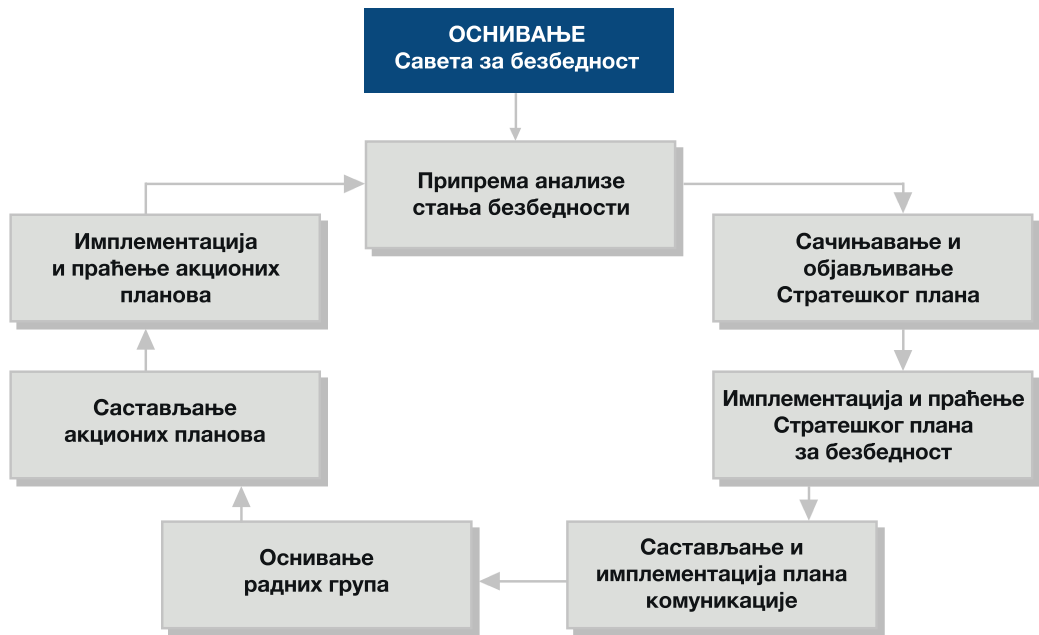 ОСНИВАЊЕ
Савета за безбедност
Припрема анализе
стања безбедности
Сачињавање и
објављивање
Стратешког плана
Имплементација и праћење
Стратешког плана
за безбедност
Састављање и
имплементација плана
комуникације
Оснивање
радних група
Састављање
акционих планова
Имплементација
и праћење акционих
планова